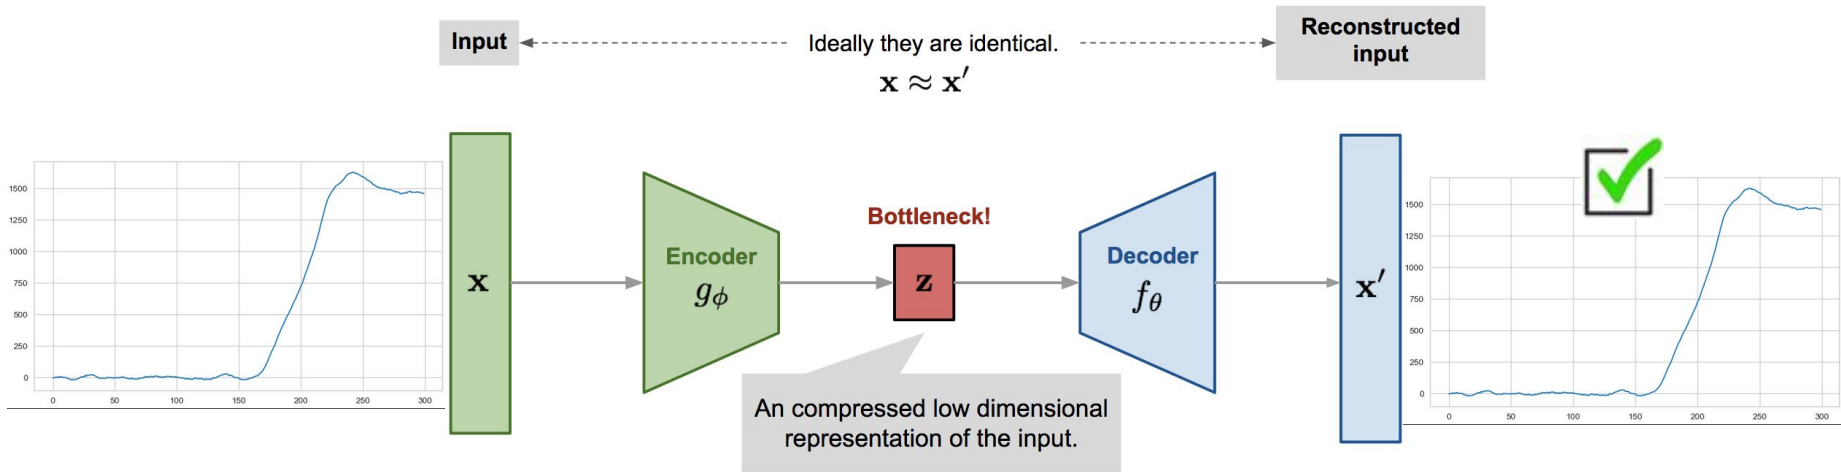 Input
Ideally they are identical.
x ≈ x′
Reconstructed
input
1500
1250
1000
750
500
250
0
0 50 100 150 200 250 300
x
Encoder
g_ϕ
Bottleneck!
z
Decoder
f_θ
x′
An compressed low dimensional
representation of the input.
1500
1250
1000
750
500
250
0
0 50 100 150 200 250 300